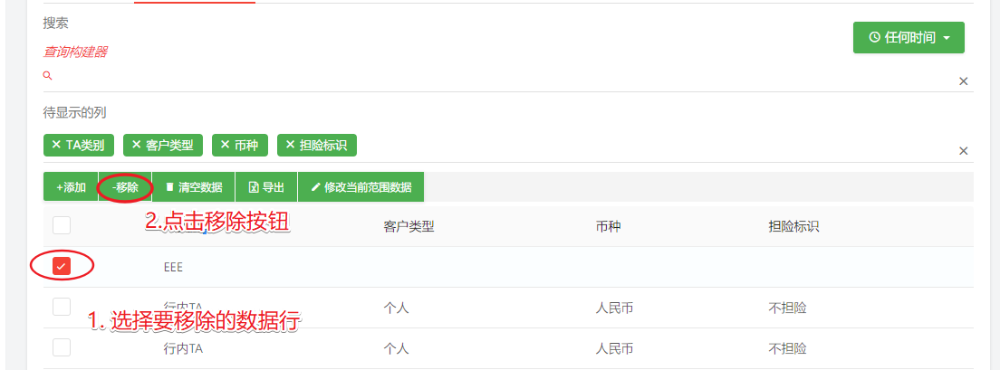 搜索
任何时间
查询构建器
待显示的列
× TA类别 × 客户类型 × 币种 × 担险标识
+添加 -移除 清空数据 导出 修改当前范围数据
2.点击移除按钮
客户类型 币种 担险标识
EEE
行内TA 个人 人民币 不担险
1. 选择要移除的数据行
行内TA 个人 人民币 不担险